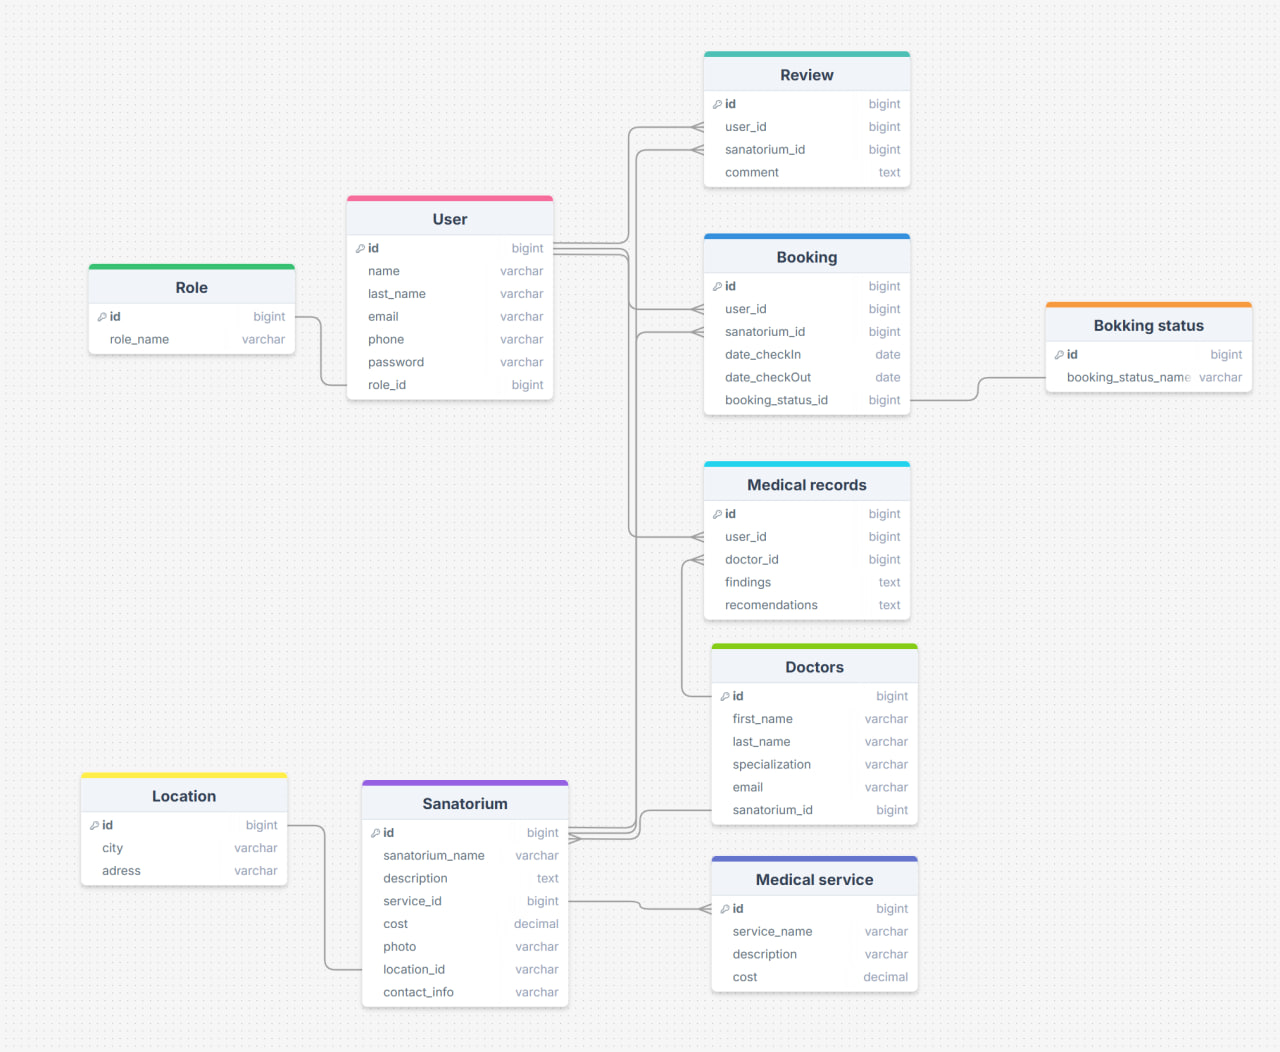 Review
id bigint
user_id bigint
sanatorium_id bigint
comment text
User
id bigint
name varchar
last_name varchar
email varchar
phone varchar
password varchar
role_id bigint
Role
id bigint
role_name varchar
Booking
id bigint
user_id bigint
sanatorium_id bigint
date_checkIn date
date_checkOut date
booking_status_id bigint
Bokking status
id bigint
booking_status_name varchar
Medical records
id bigint
user_id bigint
doctor_id bigint
findings text
recomendations text
Doctors
id bigint
first_name varchar
last_name varchar
specialization varchar
email varchar
sanatorium_id bigint
Location
id bigint
city varchar
adress varchar
Sanatorium
id bigint
sanatorium_name varchar
description text
service_id bigint
cost decimal
photo varchar
location_id varchar
contact_info varchar
Medical service
id bigint
service_name varchar
description varchar
cost decimal